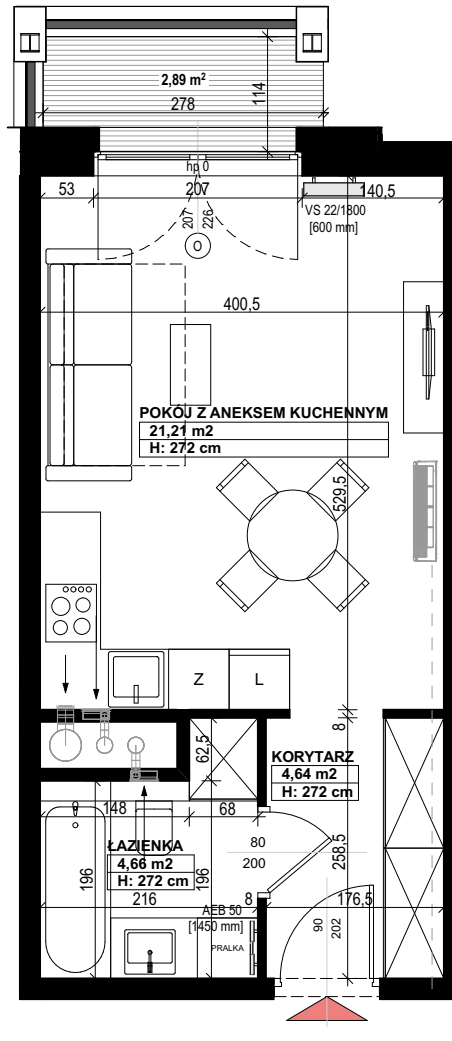 2,89 m²
278
114
hp 0
53
207
140,5
207
226
O
VS 22/1800
[600 mm]
400,5
POKÓJ Z ANEKSEM KUCHENNYM
21,21 m2
H: 272 cm
529,5
Z
L
8
62,5
KORYTARZ
4,64 m2
H: 272 cm
148
68
80
200
258,5
ŁAZIENKA
4,66 m2
H: 272 cm
196
196
216
8
176,5
AEB 50
[1450 mm]
PRALKA
90
202